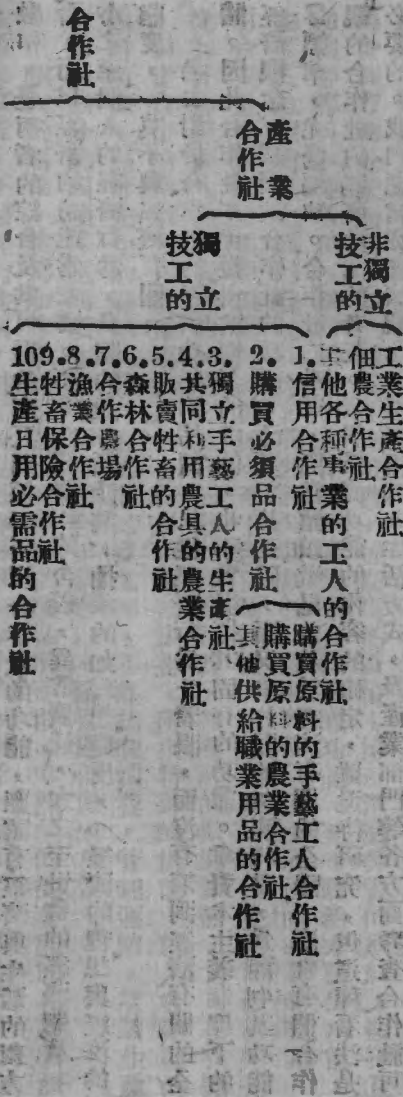 合作社
產業合作社
非獨立技工的
工業生產合作社
佃農合作社
其他各種事業的工人的合作社
獨立技工的
1.信用合作社
2.購買必須品合作社
購買原料的手藝工人合作社
購買原料的農業合作社
其他供給職業用品的合作社
3.獨立手藝工人的生產社
4.共同利用農具的農業合作社
5.販賣牲畜的合作社
6.森林合作社
7.合作農場
8.漁業合作社
9.牲畜保險合作社
10生產日用必需品的合作社